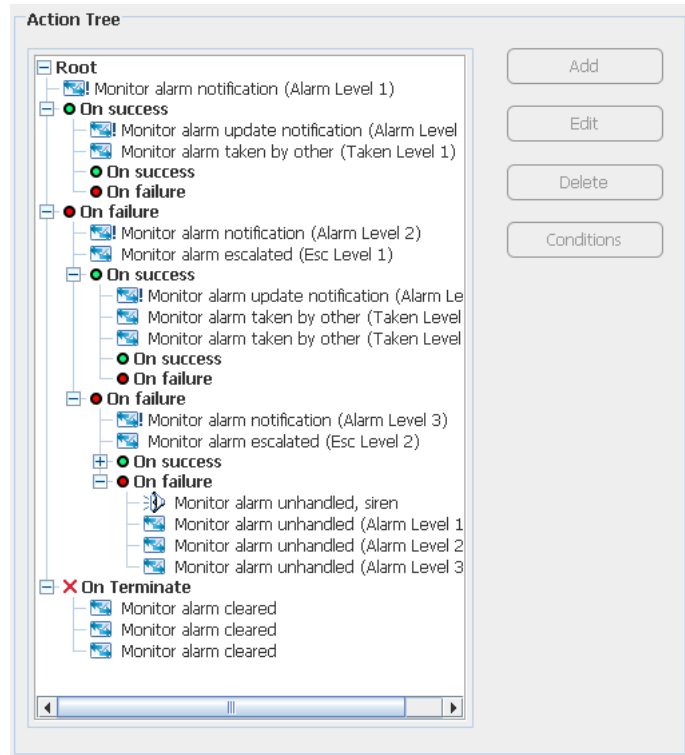 Action Tree
Root
Monitor alarm notification (Alarm Level 1)
On success
Monitor alarm update notification (Alarm Level
Monitor alarm taken by other (Taken Level 1)
On success
On failure
On failure
Monitor alarm notification (Alarm Level 2)
Monitor alarm escalated (Esc Level 1)
On success
Monitor alarm update notification (Alarm Le
Monitor alarm taken by other (Taken Level
Monitor alarm taken by other (Taken Level
On success
On failure
On failure
Monitor alarm notification (Alarm Level 3)
Monitor alarm escalated (Esc Level 2)
On success
On failure
Monitor alarm unhandled, siren
Monitor alarm unhandled (Alarm Level 1
Monitor alarm unhandled (Alarm Level 2
Monitor alarm unhandled (Alarm Level 3
On Terminate
Monitor alarm cleared
Monitor alarm cleared
Monitor alarm cleared
Add
Edit
Delete
Conditions